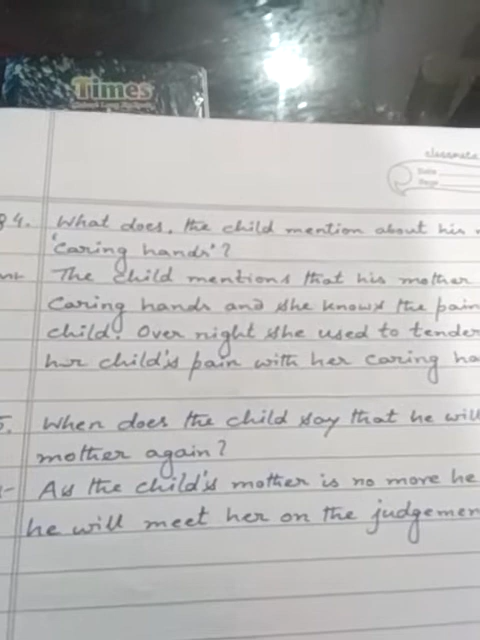 Times
classmate
Date
Page
Q4. What does, the child mention about his
'caring hands'?
The child mentions that his mother
caring hands and she knows the pain
child. Over night she used to tender
her child's pain with her caring
5. When does the child say that he will
mother again?
As the child's mother is no more he
he will meet her on the